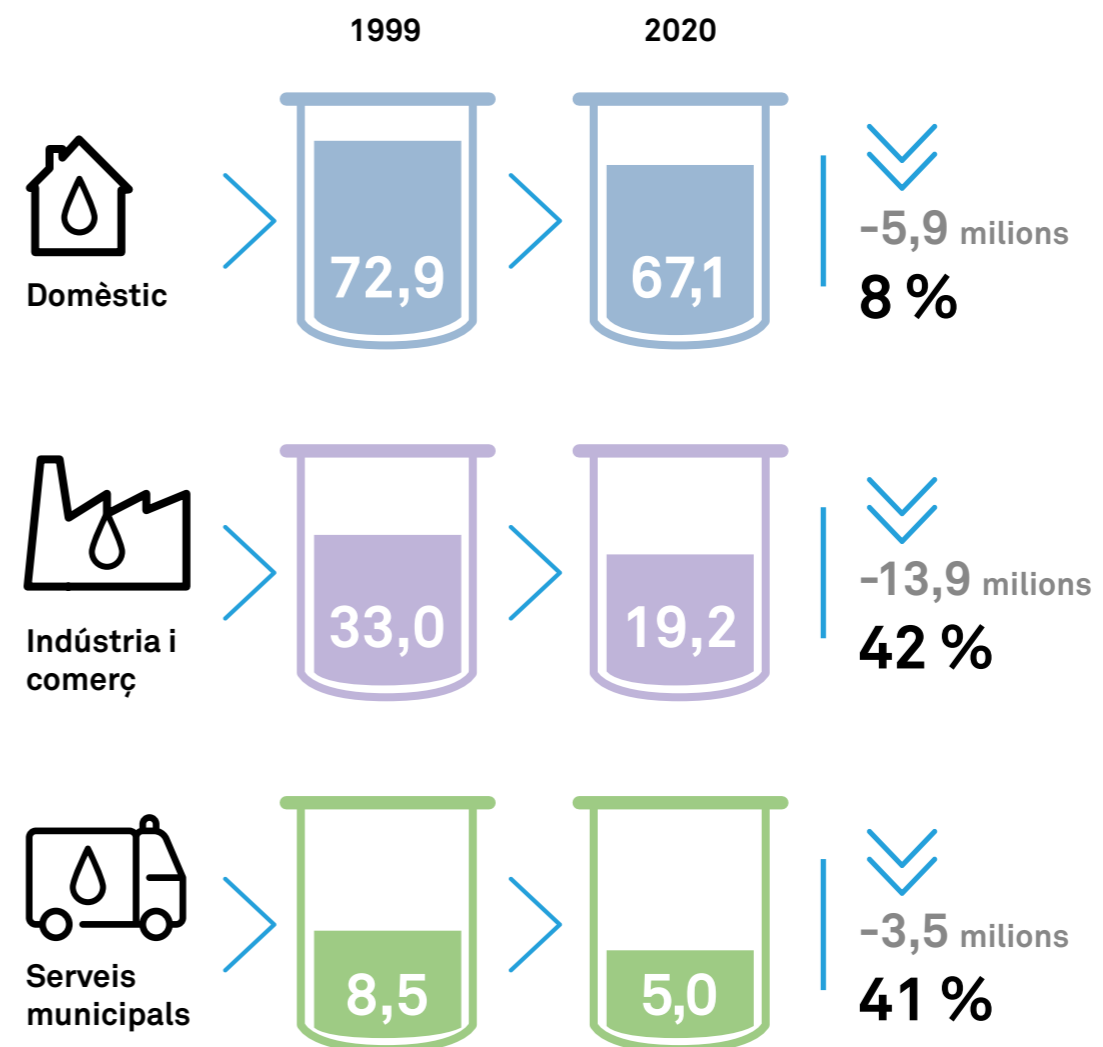 1999 2020
Domèstic
72,9
67,1
-5,9 milions
8 %
Indústria i
comerç
33,0
19,2
-13,9 milions
42 %
Serveis
municipals
8,5
5,0
-3,5 milions
41 %